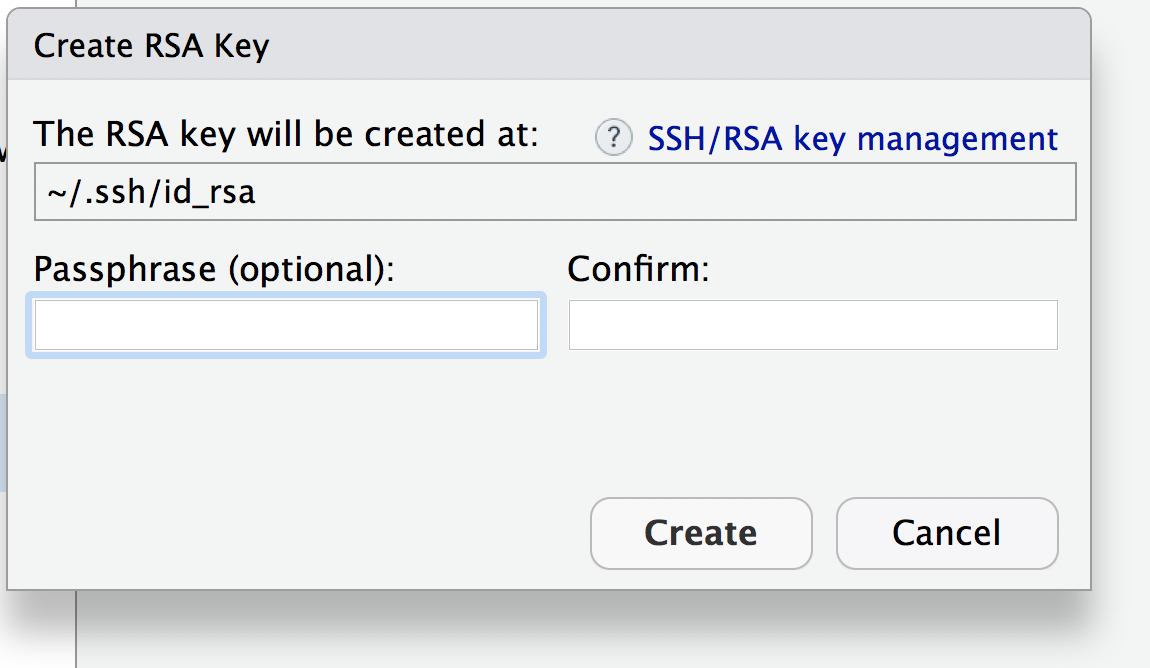 Create RSA Key
The RSA key will be created at:
? SSH/RSA key management
~/.ssh/id_rsa
Passphrase (optional):
Confirm:
Create
Cancel